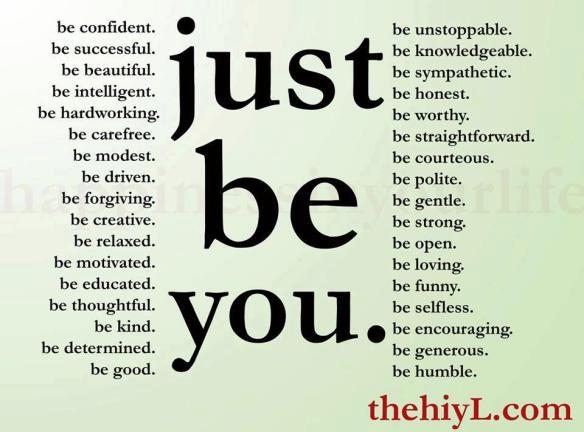 be confident.
be successful.
be beautiful.
be intelligent.
be hardworking.
be carefree.
be modest.
be driven.
be forgiving.
be creative.
be relaxed.
be motivated.
be educated.
be thoughtful.
be kind.
be determined.
be good.
just
be
you.
be unstoppable.
be knowledgeable.
be sympathetic.
be honest.
be worthy.
be straightforward.
be courteous.
be polite.
be gentle.
be strong.
be open.
be loving.
be funny.
be selfless.
be encouraging.
be generous.
be humble.
happinessinyourlife
thehiyL.com